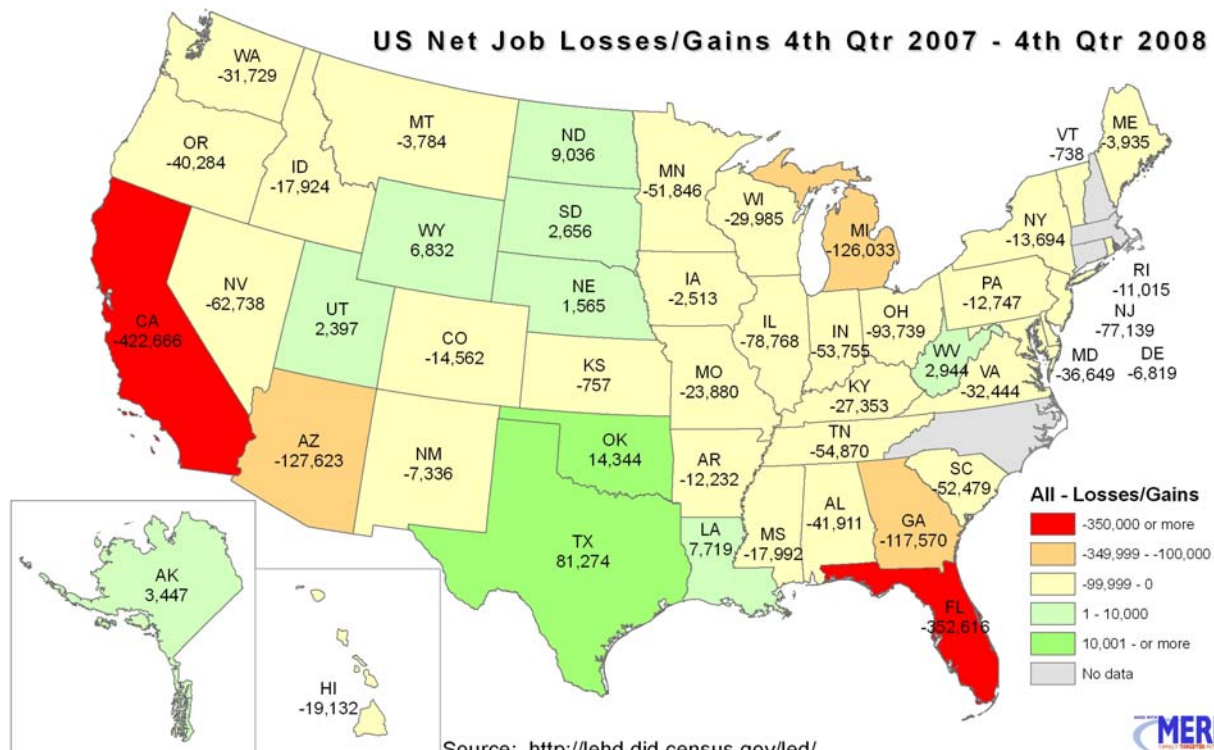 US Net Job Losses/Gains 4th Qtr 2007 - 4th Qtr 2008
WA
-31,729
OR
-40,284
ID
-17,924
MT
-3,784
ND
9,036
MN
-51,846
WI
-29,985
MI
-126,033
VT
-738
ME
-3,935
NY
-13,694
SD
2,656
WY
6,832
NE
1,565
IA
-2,513
NV
-62,738
UT
2,397
CO
-14,562
KS
-757
CA
-422,666
IL
-78,768
IN
-53,755
OH
-93,739
PA
-12,747
RI
-11,015
NJ
-77,139
MD
-36,649
DE
-6,819
WV
2,944
VA
-32,444
MO
-23,880
KY
-27,353
TN
-54,870
AZ
-127,623
NM
-7,336
OK
14,344
AR
-12,232
SC
-52,479
TX
81,274
LA
7,719
MS
-17,992
AL
-41,911
GA
-117,570
FL
-352,616
AK
3,447
HI
-19,132
All - Losses/Gains
-350,000 or more
-349,999 - -100,000
-99,999 - 0
1 - 10,000
10,001 - or more
No data
Source: http://lehd.did.census.gov/led/
MER